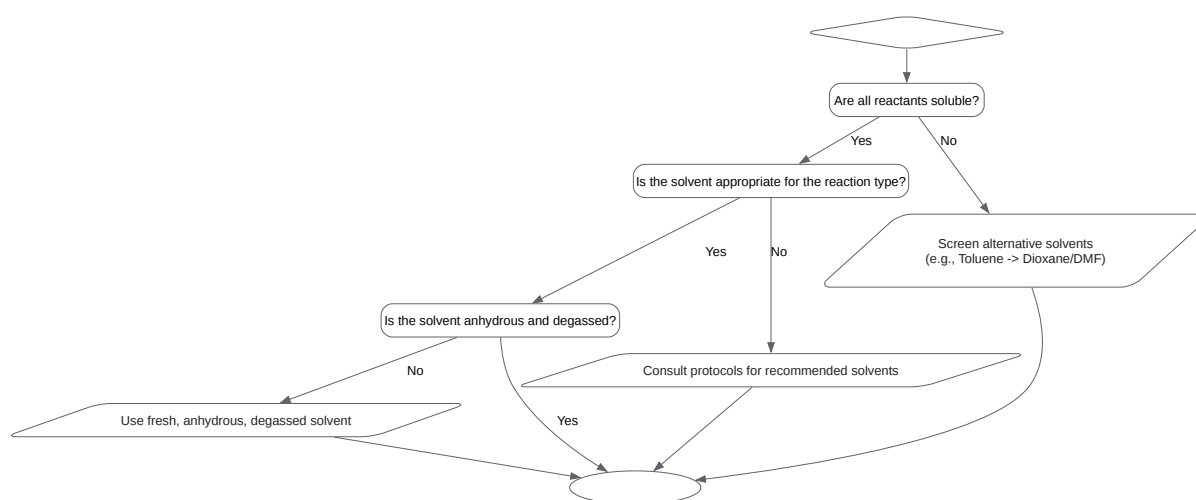 Are all reactants soluble?
Yes
No
Is the solvent appropriate for the reaction type?
Screen alternative solvents
(e.g., Toluene -> Dioxane/DMF)
Yes
No
Is the solvent anhydrous and degassed?
No
Consult protocols for recommended solvents
Use fresh, anhydrous, degassed solvent
Yes